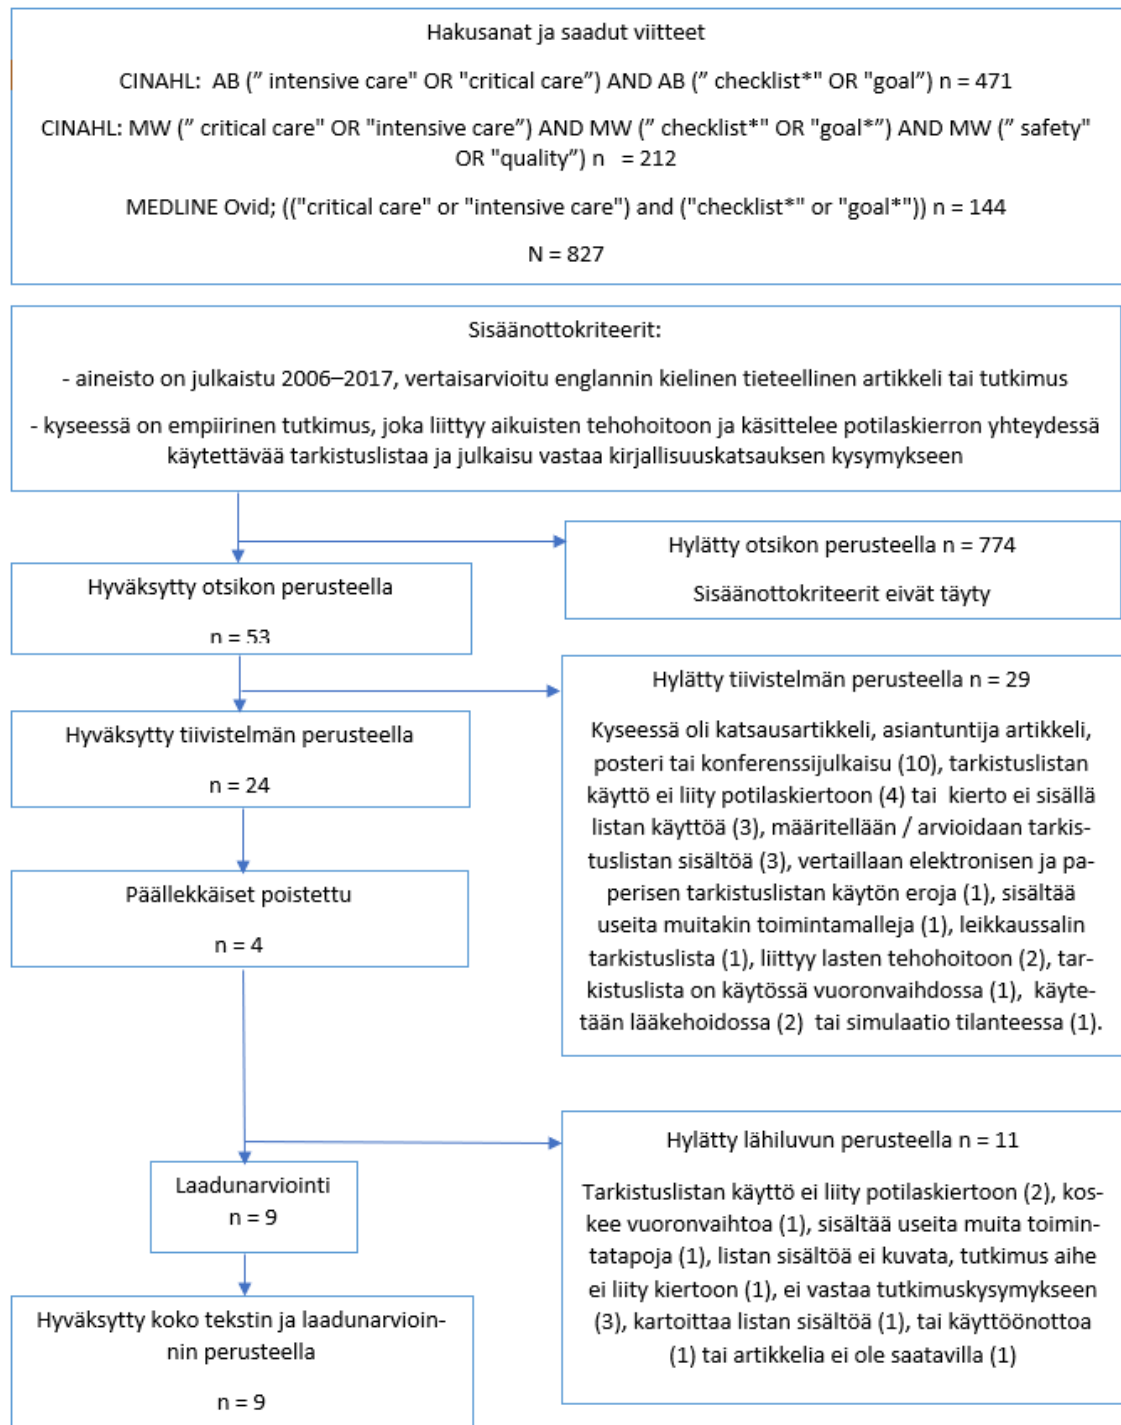 Hakusanat ja saadut viitteet
CINAHL: AB (” intensive care" OR "critical care”) AND AB (” checklist*" OR "goal”) n = 471
CINAHL: MW (” critical care" OR "intensive care”) AND MW (” checklist*" OR "goal*”) AND MW (” safety"
OR "quality”) n = 212
MEDLINE Ovid; (("critical care" or "intensive care") and ("checklist*" or "goal*")) n = 144
N = 827
Sisäänottokriteerit:
- aineisto on julkaistu 2006–2017, vertaisarvioitu englannin kielinen tieteellinen artikkeli tai tutkimus
- kyseessä on empiirinen tutkimus, joka liittyy aikuisten tehohoitoon ja käsittelee potilaskierron yhteydessä
käytettävää tarkistuslistaa ja julkaisu vastaa kirjallisuuskatsauksen kysymykseen
Hylätty otsikon perusteella n = 774
Sisäänottokriteerit eivät täyty
Hyväksytty otsikon perusteella
n = 53
Hylätty tiivistelmän perusteella n = 29
Kyseessä oli katsausartikkeli, asiantuntija artikkeli,
posteri tai konferenssijulkaisu (10), tarkistuslistan
käyttö ei liity potilaskiertoon (4) tai kierto ei sisällä
listan käyttöä (3), määritellään / arvioidaan tarkis-
tuslistan sisältöä (3), vertaillaan elektronisen ja pa-
perisen tarkistuslistan käytön eroja (1), sisältää
useita muitakin toimintamalleja (1), leikkaussalin
tarkistuslista (1), liittyy lasten tehohoitoon (2), tar-
kistuslista on käytössä vuoronvaihdossa (1), käyte-
tään lääkehoidossa (2) tai simulaatio tilanteessa (1).
Hyväksytty tiivistelmän perusteella
n = 24
Päällekkäiset poistettu
n = 4
Hylätty lähiluvun perusteella n = 11
Tarkistuslistan käyttö ei liity potilaskiertoon (2), kos-
kee vuoronvaihtoa (1), sisältää useita muita toimin-
tatapoja (1), listan sisältöä ei kuvata, tutkimus aihe
ei liity kiertoon (1), ei vastaa tutkimuskysymykseen
(3), kartoittaa listan sisältöä (1), tai käyttöönottoa
(1) tai artikkelia ei ole saatavilla (1)
Laadunarviointi
n = 9
Hyväksytty koko tekstin ja laadunarvioin-
nin perusteella
n = 9